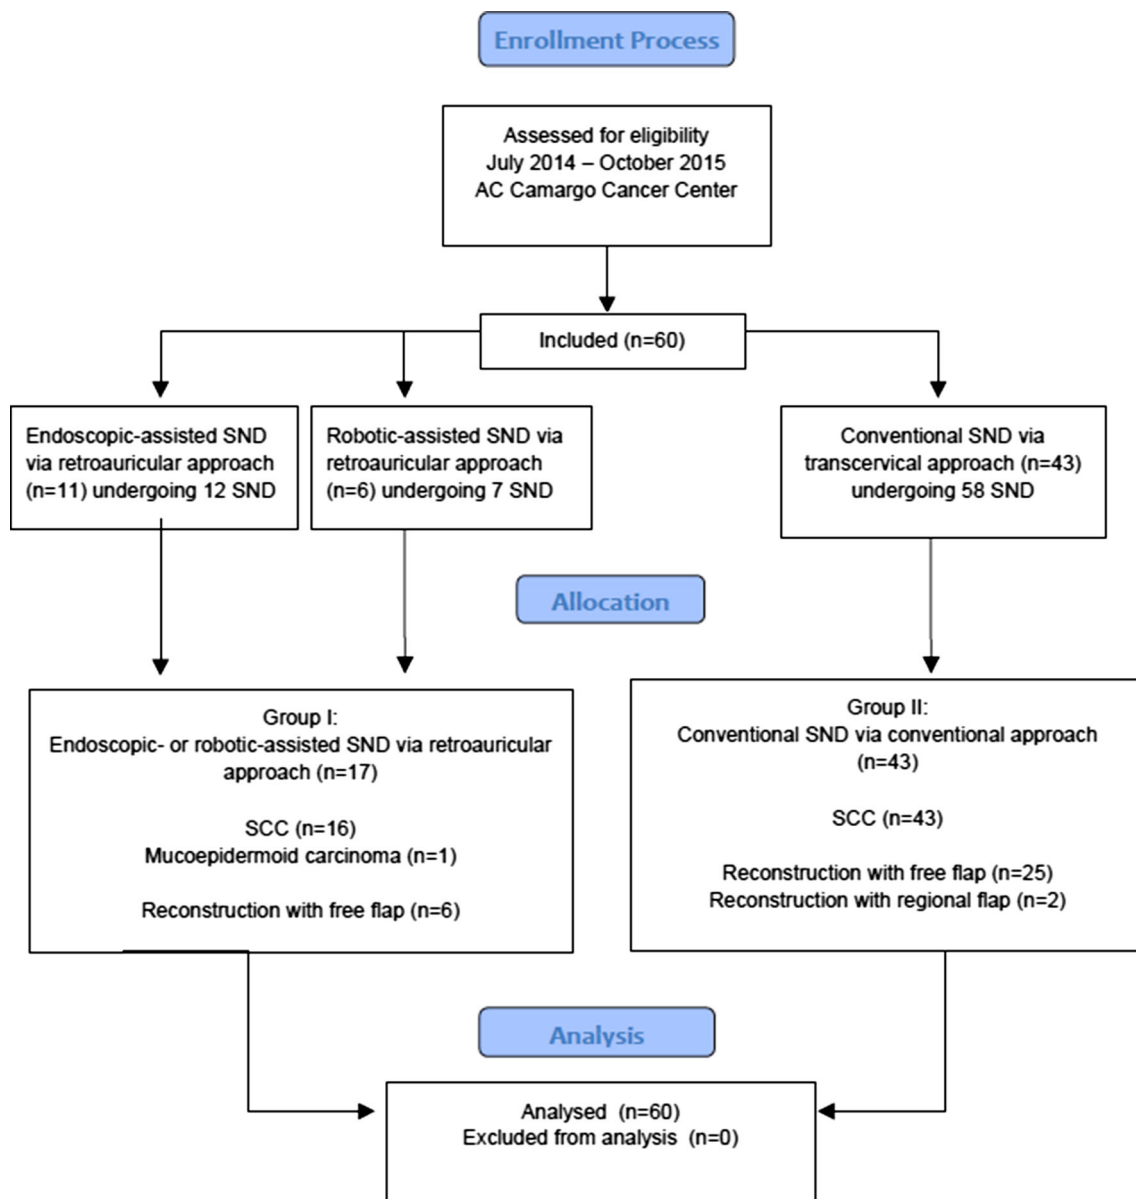 Enrollment Process
Assessed for eligibility
July 2014 – October 2015
AC Camargo Cancer Center
Included (n=60)
Endoscopic-assisted SND
via retroauricular approach
(n=11) undergoing 12 SND
Robotic-assisted SND via
retroauricular approach
(n=6) undergoing 7 SND
Conventional SND via
transcervical approach (n=43)
undergoing 58 SND
Allocation
Group I:
Endoscopic- or robotic-assisted SND via retroauricular
approach (n=17)
SCC (n=16)
Mucoepidermoid carcinoma (n=1)
Reconstruction with free flap (n=6)
Group II:
Conventional SND via conventional approach
(n=43)
SCC (n=43)
Reconstruction with free flap (n=25)
Reconstruction with regional flap (n=2)
Analysis
Analysed (n=60)
Excluded from analysis (n=0)